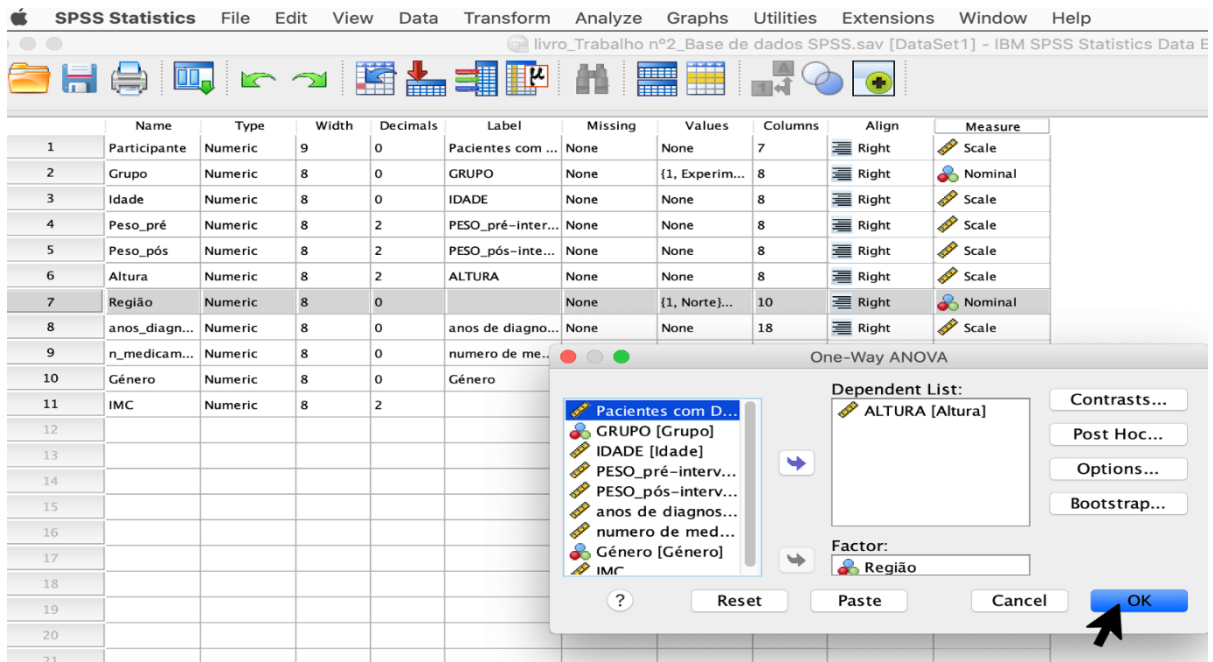 SPSS Statistics File Edit View Data Transform Analyze Graphs Utilities Extensions Window Help
livro_Trabalho nº2_Base de dados SPSS.sav [DataSet1] - IBM SPSS Statistics Data E
Name Type Width Decimals Label Missing Values Columns Align Measure
1 Participante Numeric 9 0 Pacientes com ... None None 7 Right Scale
2 Grupo Numeric 8 0 GRUPO None {1, Experim... 8 Right Nominal
3 Idade Numeric 8 0 IDADE None None 8 Right Scale
4 Peso_pré Numeric 8 2 PESO_pré-inter... None None 8 Right Scale
5 Peso_pós Numeric 8 2 PESO_pós-inte... None None 8 Right Scale
6 Altura Numeric 8 2 ALTURA None None 8 Right Scale
7 Região Numeric 8 0 None {1, Norte}... 10 Right Nominal
8 anos_diagn... Numeric 8 0 anos de diagno... None None 18 Right Scale
9 n_medicam... Numeric 8 0 numero de me...
10 Género Numeric 8 0 Género
11 IMC Numeric 8 2
12
13
14
15
16
17
18
19
20
21
One-Way ANOVA
Pacientes com D...
GRUPO [Grupo]
IDADE [Idade]
PESO_pré-interv...
PESO_pós-interv...
anos de diagnos...
numero de med...
Género [Género]
IMC
Dependent List:
ALTURA [Altura]
Factor:
Região
Contrasts...
Post Hoc...
Options...
Bootstrap...
? Reset Paste Cancel OK